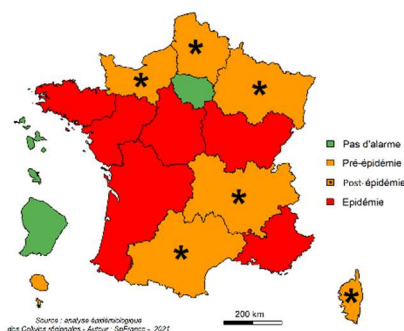 Pas d'alarme
Pré-épidémie
Post-épidémie
Epidémie
Source : analyse épidémiologique
des Cellules régionales - Auteur : SpFrance - 2021
200 km